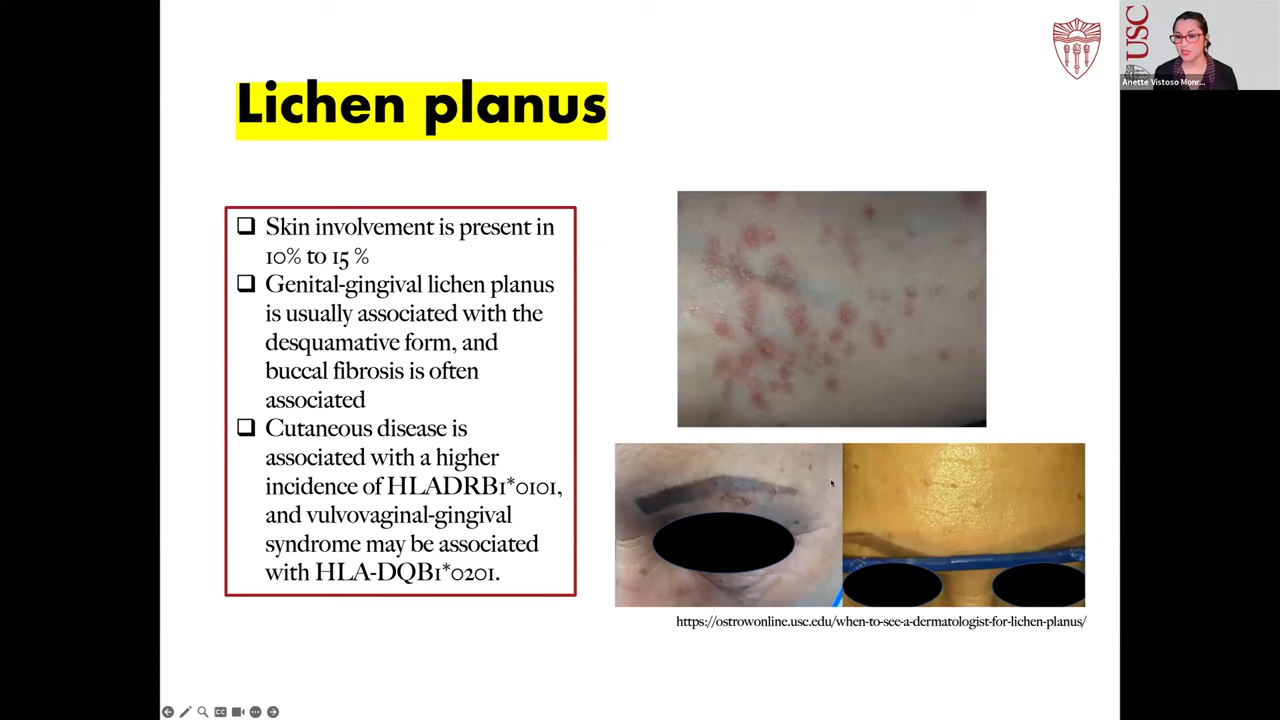 USC
Anette Vistoso Monr...
Lichen planus
Skin involvement is present in
10% to 15 %
Genital-gingival lichen planus
is usually associated with the
desquamative form, and
buccal fibrosis is often
associated
Cutaneous disease is
associated with a higher
incidence of HLADRB1*0101,
and vulvovaginal-gingival
syndrome may be associated
with HLA-DQB1*0201.
https://ostrowonline.usc.edu/when-to-see-a-dermatologist-for-lichen-planus/
CC